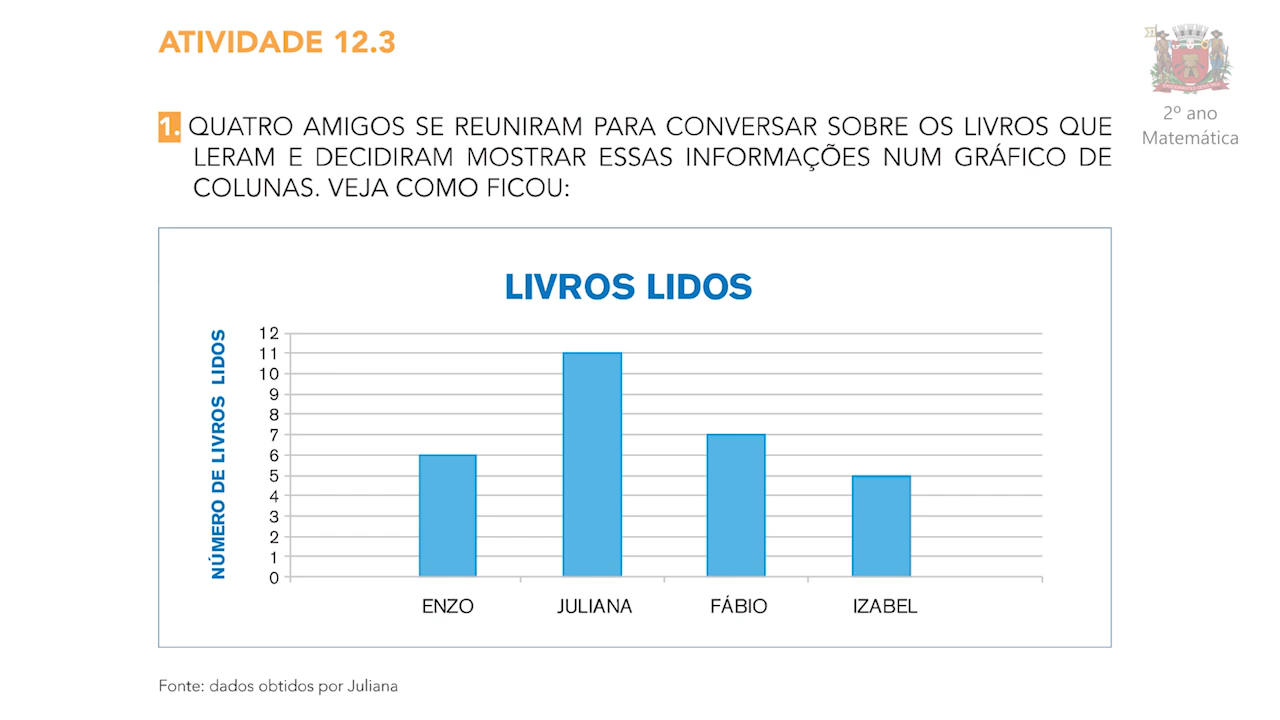 ATIVIDADE 12.3
2º ano
Matemática
1. QUATRO AMIGOS SE REUNIRAM PARA CONVERSAR SOBRE OS LIVROS QUE
LERAM E DECIDIRAM MOSTRAR ESSAS INFORMAÇÕES NUM GRÁFICO DE
COLUNAS. VEJA COMO FICOU:
LIVROS LIDOS
NÚMERO DE LIVROS LIDOS
12
11
10
9
8
7
6
5
4
3
2
1
0
ENZO JULIANA FÁBIO IZABEL
Fonte: dados obtidos por Juliana